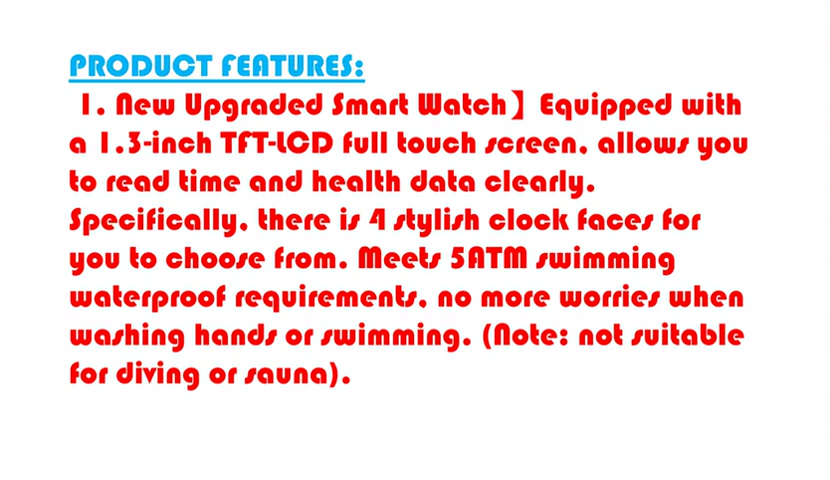 PRODUCT FEATURES:
1. New Upgraded Smart Watch】Equipped with
a 1.3-inch TFT-LCD full touch screen, allows you
to read time and health data clearly.
Specifically, there is 4 stylish clock faces for
you to choose from. Meets 5ATM swimming
waterproof requirements, no more worries when
washing hands or swimming. (Note: not suitable
for diving or sauna).